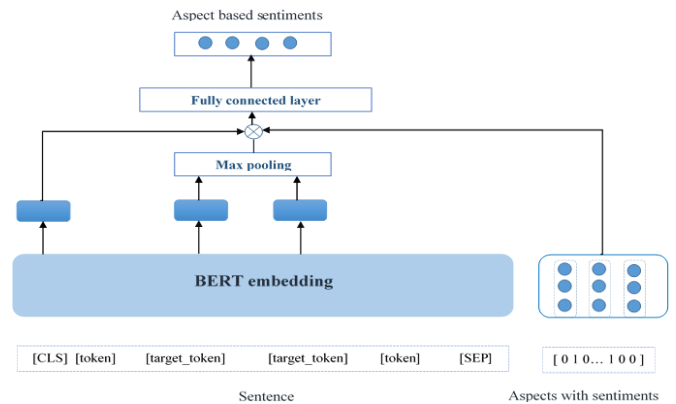 Aspect based sentiments
Fully connected layer
Max pooling
BERT embedding
[CLS] [token] [target_token] [target_token] [token] [SEP]
[ 0 1 0... 1 0 0 ]
Sentence
Aspects with sentiments